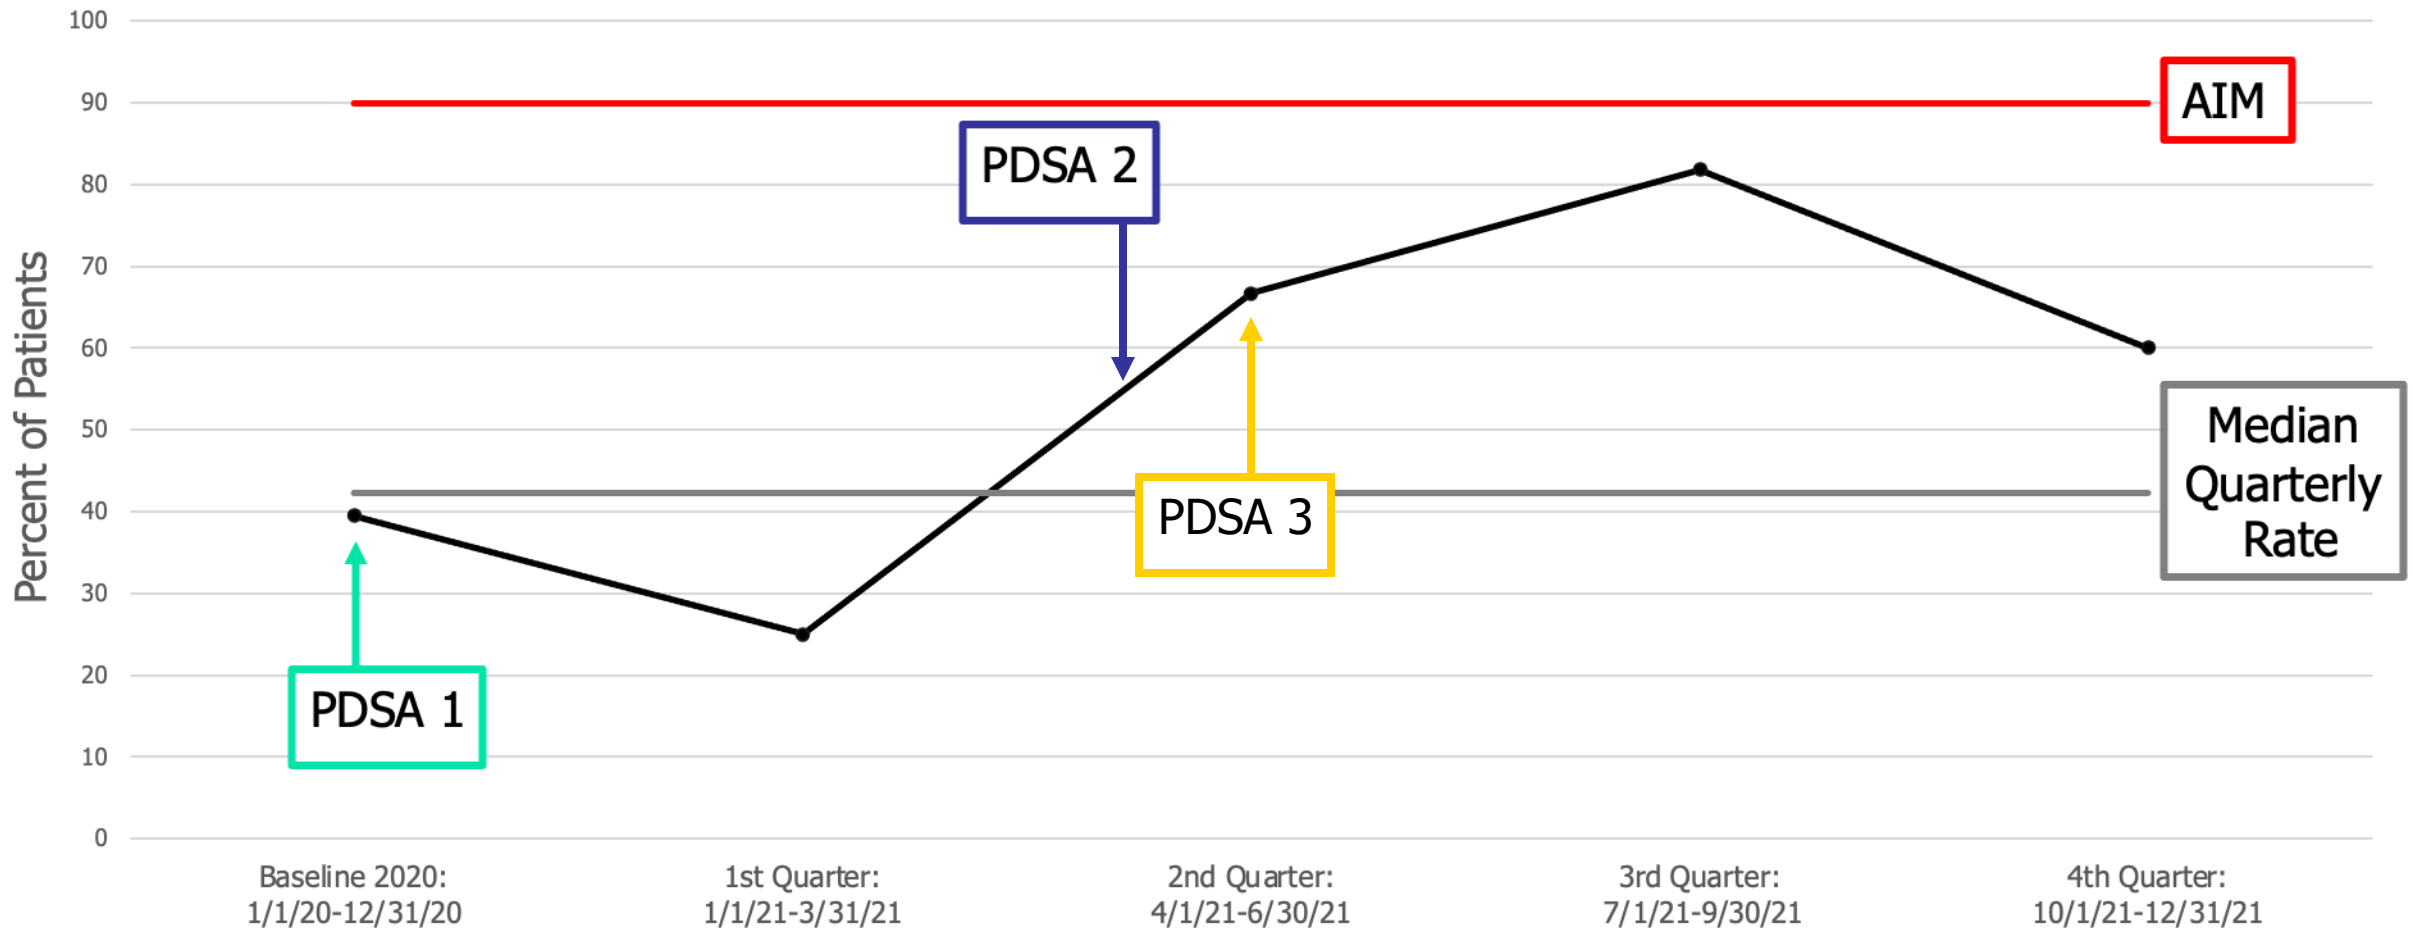 100
90
80
70
60
50
40
30
20
10
0
Percent of Patients
AIM
PDSA 2
PDSA 3
PDSA 1
Median
Quarterly
Rate
Baseline 2020:
1/1/20-12/31/20
1st Quarter:
1/1/21-3/31/21
2nd Quarter:
4/1/21-6/30/21
3rd Quarter:
7/1/21-9/30/21
4th Quarter:
10/1/21-12/31/21